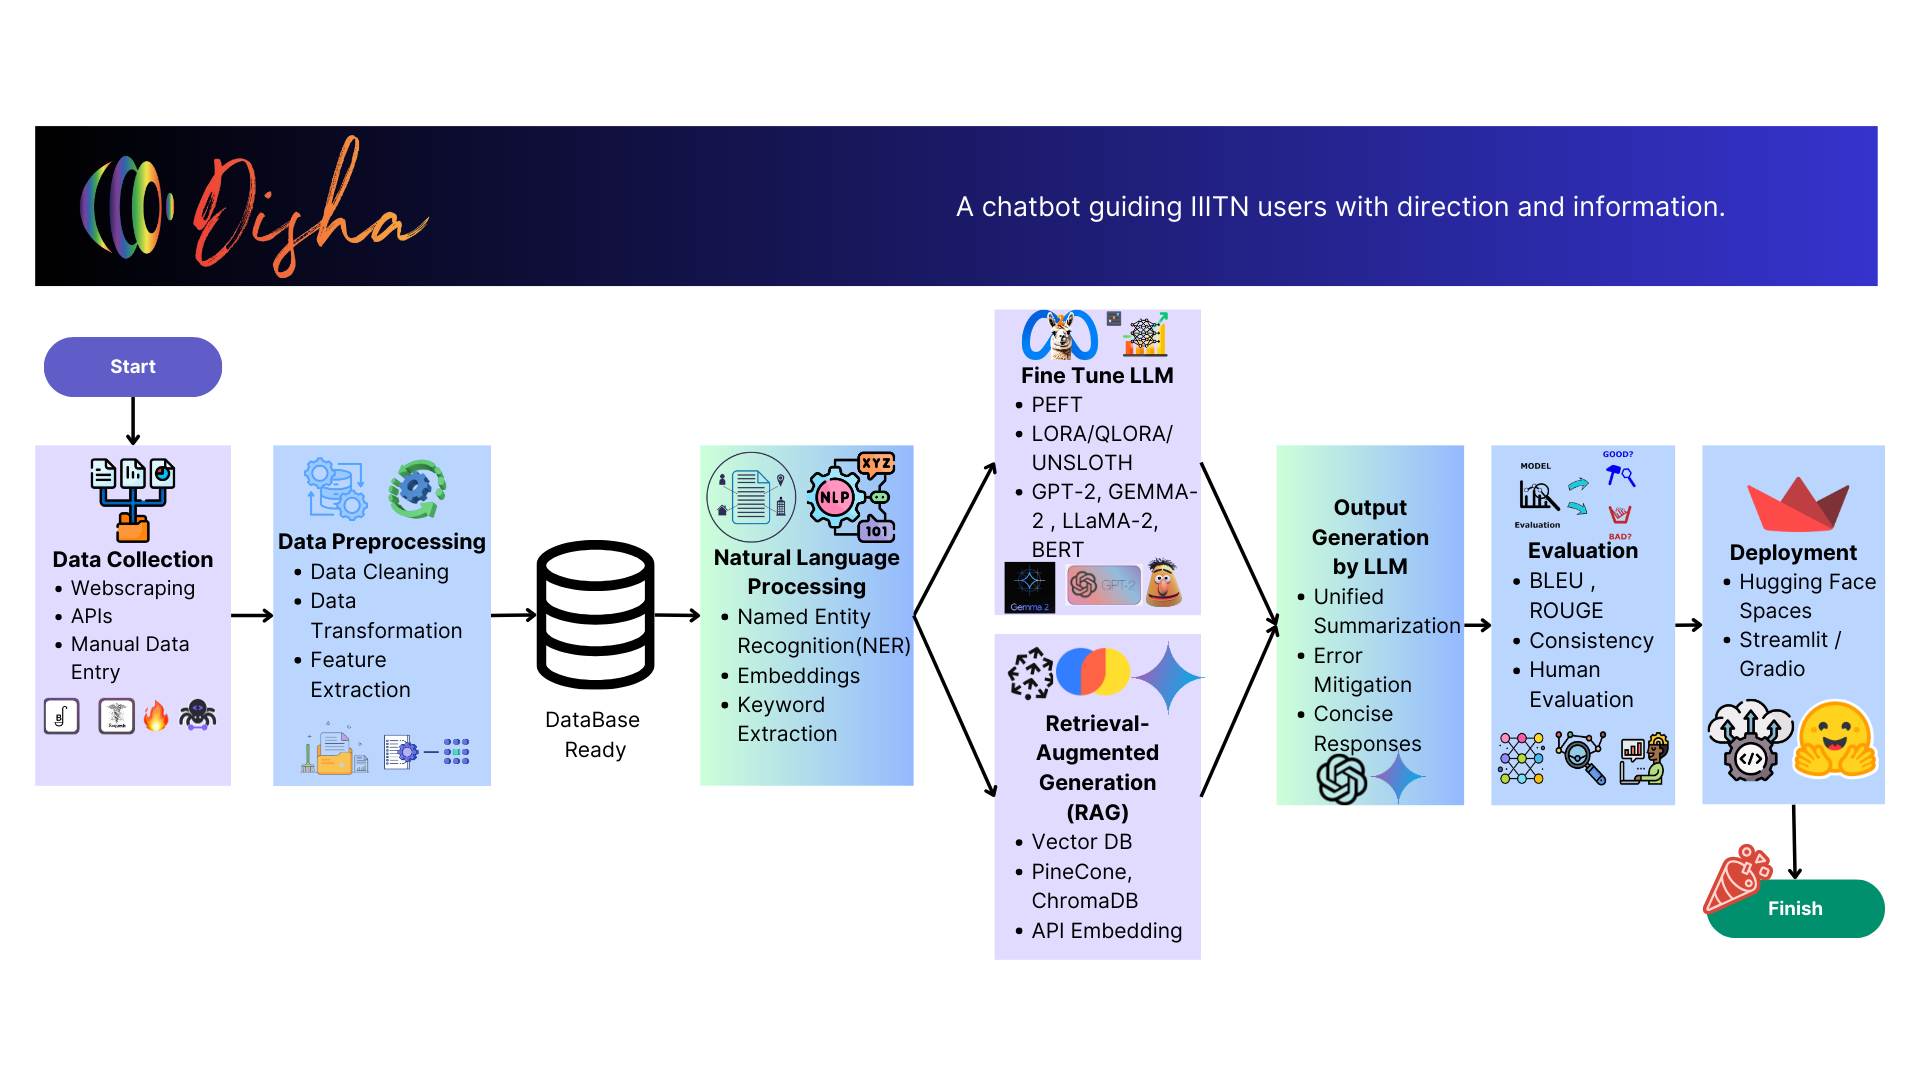 Disha
A chatbot guiding IIITN users with direction and information.
Start
Data Collection
• Webscraping
• APIs
• Manual Data
Entry
B
Data Preprocessing
• Data Cleaning
• Data
Transformation
• Feature
Extraction
DataBase
Ready
XYZ
NLP
101
Natural Language
Processing
• Named Entity
Recognition(NER)
• Embeddings
• Keyword
Extraction
Fine Tune LLM
• PEFT
• LORA/QLORA/
UNSLOTH
• GPT-2, GEMMA-
2 , LLaMA-2,
BERT
Gemma 2
GPT-2
Retrieval-
Augmented
Generation
(RAG)
• Vector DB
• PineCone,
ChromaDB
• API Embedding
Output
Generation
by LLM
• Unified
Summarization
• Error
Mitigation
• Concise
Responses
GOOD?
MODEL
Evaluation
BAD?
Evaluation
• BLEU ,
ROUGE
• Consistency
• Human
Evaluation
Deployment
• Hugging Face
Spaces
• Streamlit /
Gradio
</>
Finish